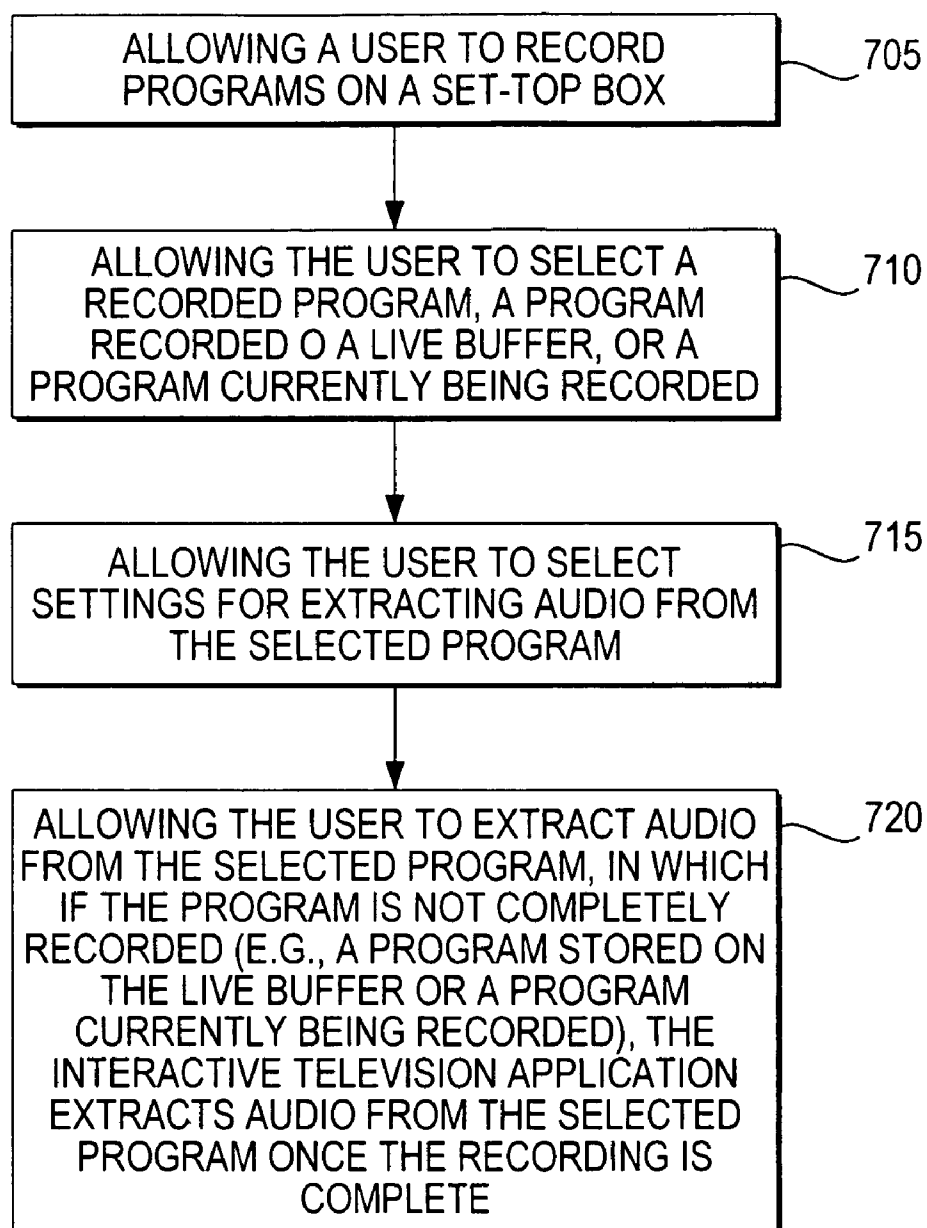 ALLOWING A USER TO RECORD
PROGRAMS ON A SET-TOP BOX
705
ALLOWING THE USER TO SELECT A
RECORDED PROGRAM, A PROGRAM
RECORDED O A LIVE BUFFER, OR A
PROGRAM CURRENTLY BEING RECORDED
710
ALLOWING THE USER TO SELECT
SETTINGS FOR EXTRACTING AUDIO FROM
THE SELECTED PROGRAM
715
ALLOWING THE USER TO EXTRACT AUDIO
FROM THE SELECTED PROGRAM, IN WHICH
IF THE PROGRAM IS NOT COMPLETELY
RECORDED (E.G., A PROGRAM STORED ON
THE LIVE BUFFER OR A PROGRAM
CURRENTLY BEING RECORDED), THE
INTERACTIVE TELEVISION APPLICATION
EXTRACTS AUDIO FROM THE SELECTED
PROGRAM ONCE THE RECORDING IS
COMPLETE
720